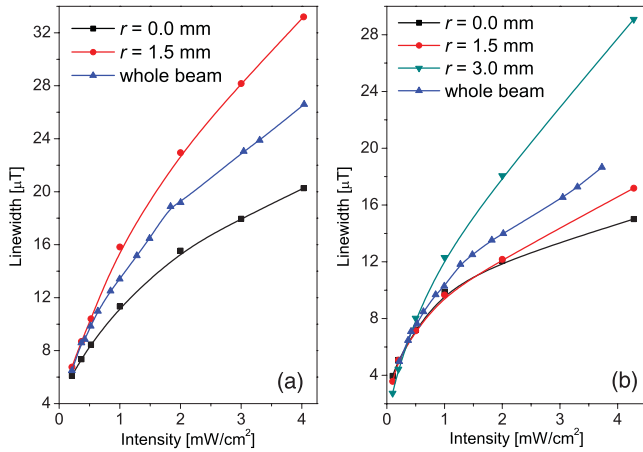 32
28
24
20
16
12
8
4
Linewidth [μT]
r = 0.0 mm
r = 1.5 mm
whole beam
(a)
0
1
2
3
4
Intensity [mW/cm²]
28
24
20
16
12
8
4
Linewidth [μT]
r = 0.0 mm
r = 1.5 mm
r = 3.0 mm
whole beam
(b)
0
1
2
3
4
Intensity [mW/cm²]